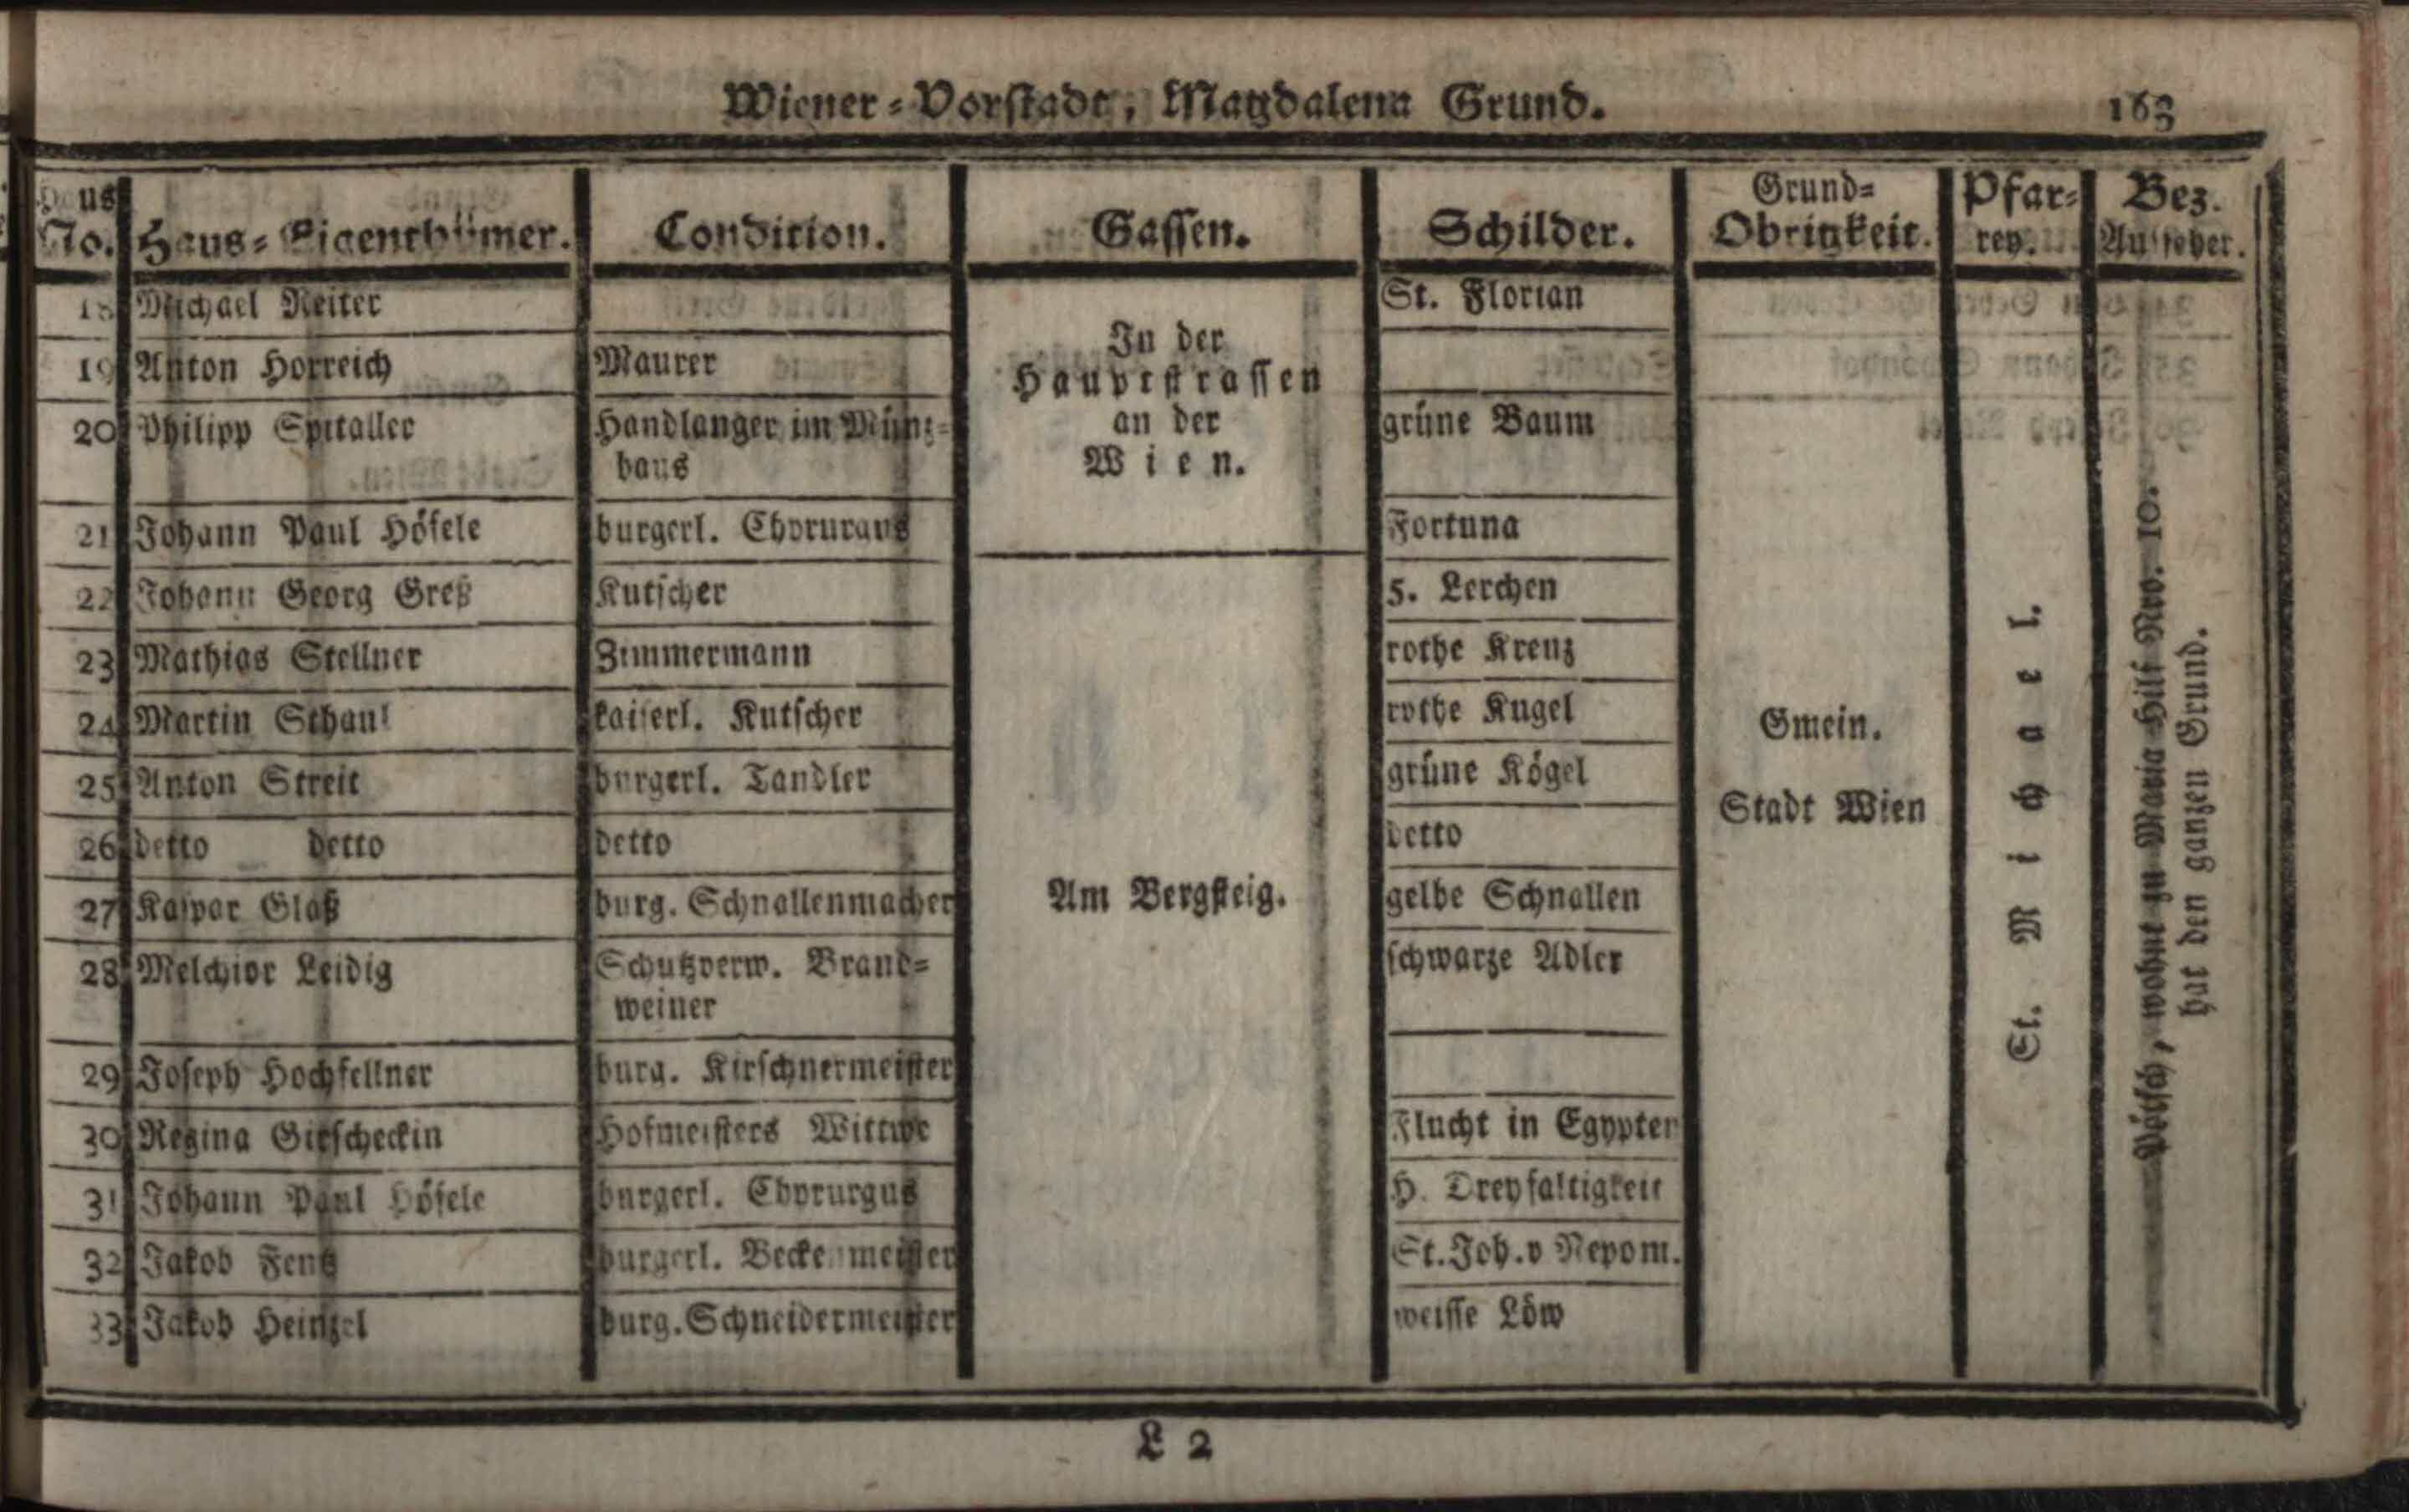 Wiener-Vorstadt, Magdalena Grund. 163
Haus No. Haus-Eigenthümer. Condition. Gassen. Schilder. Grund-Obrigkeit. Pfarrey. Bez. Aufseher.
18 Michael Reiter St. Florian
19 Anton Horreich Maurer
20 Philipp Spitaller Handlanger im Münz- grüne Baum
haus
21 Johann Paul Höfele burgerl. Fortuna
In der
Hauptstrassen
an der
Wien.
22 Johann Georg Greß Kutscher 5. Lerchen
23 Mathias Stellner Zimmermann rothe Kreuz
24 Martin Schaul kaiserl. Kutscher rothe Kugel
25 Anton Streit burgerl. Tandler grüne Kögel
26 detto detto detto detto
27 Kaspar Glaß burg. Schnallenmacher gelbe Schnallen
28 Melchior Leidig Schutzverw. Brand- schwarze Adler
weiner
29 Joseph Hochfellner burg. Kirschnermeister
30 Regina Girscheckin Hofmeisters Wittwe Flucht in Egypten
31 Johann Paul Höfele burgerl. Chyrurgus H. Dreyfaltigkeit
32 Jakob burgerl. Beckenmeister St. Joh. v Nepom.
33 Jakob Heinzel burg. Schneidermeister weisse Löw
Am Bergsteig.
Gmein.
Stadt Wien
St. Michael.
Pötsch, wohnt zu Maria Hilf Nro. 10.
hat den ganzen Grund.
L 2